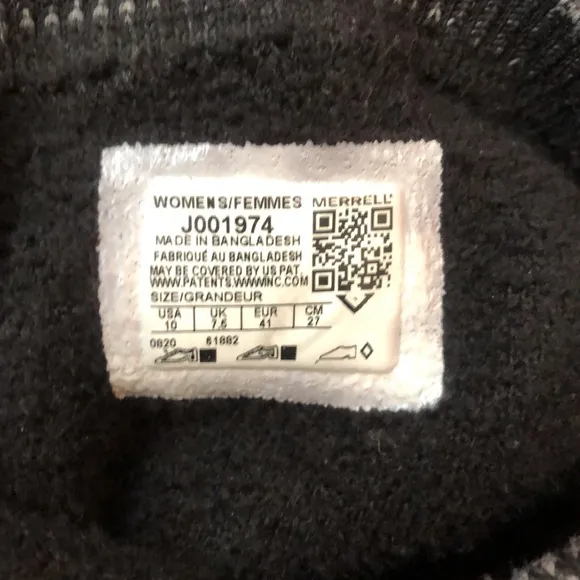 WOMENS/FEMMES MERRELL
J001974
MADE IN BANGLADESH
FABRIQUÉ AU BANGLADESH
MAY BE COVERED BY US PAT.
WWW.PATENTS.WWWINC.COM
SIZE/GRANDEUR
USA UK EUR CM
10 7.5 41 27
0820 61882